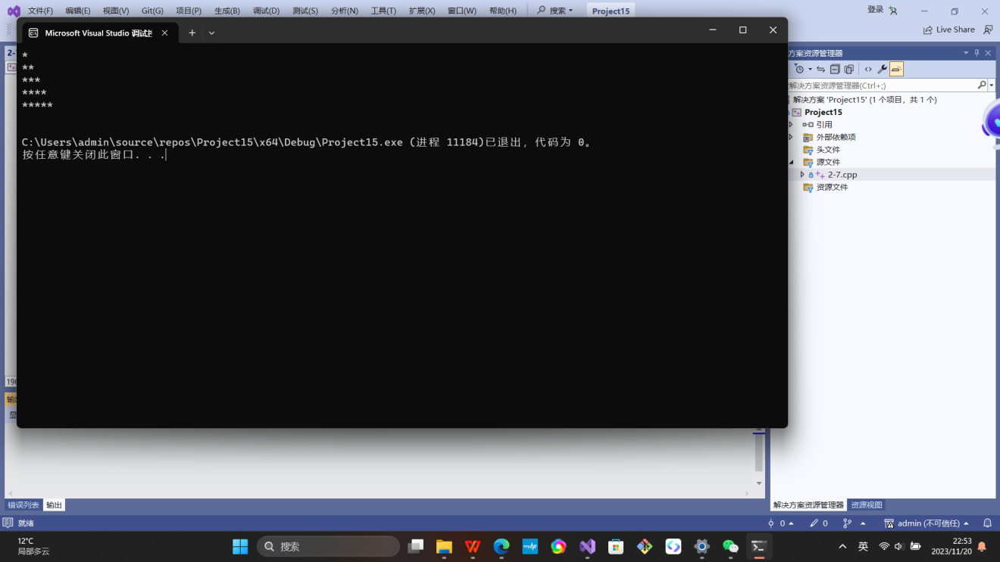 文件(F) 编辑(E) 视图(V) Git(G) 项目(P) 生成(B) 调试(D) 测试(S) 分析(N) 工具(T) 扩展(X) 窗口(W) 帮助(H) 搜索 Project15 登录
Live Share
Microsoft Visual Studio 调试
*
**
***
****
*****
C:\Users\admin\source\repos\Project15\x64\Debug\Project15.exe (进程 11184)已退出，代码为 0。
按任意键关闭此窗口. . .
方案资源管理器
解决方案资源管理器(Ctrl+;)
解决方案 'Project15' (1 个项目，共 1 个)
Project15
引用
外部依赖项
头文件
源文件
2-7.cpp
资源文件
错误列表 输出
解决方案资源管理器 资源视图
就绪 0 0 admin (不可信任)
12°C
局部多云
搜索
myhp
英
22:53
2023/11/20